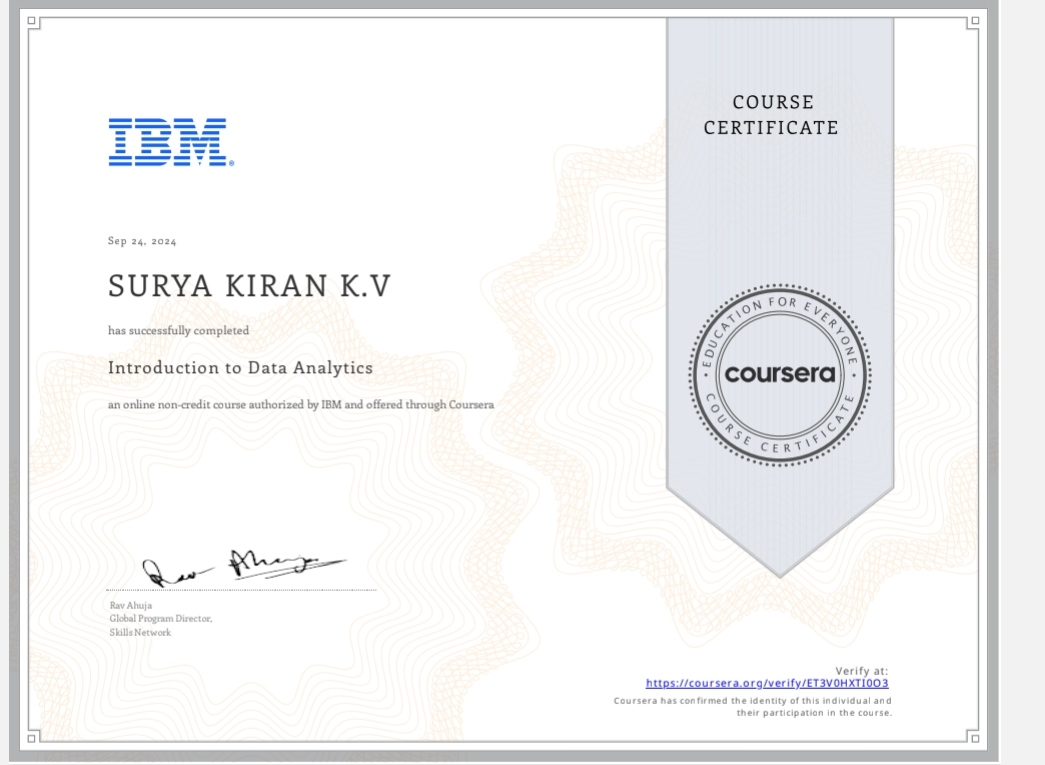 IBM®
Sep 24, 2024
SURYA KIRAN K.V
has successfully completed
Introduction to Data Analytics
an online non-credit course authorized by IBM and offered through Coursera
Rav Ahuja
Rav Ahuja
Global Program Director,
Skills Network
COURSE
CERTIFICATE
EDUCATION FOR EVERYONE
coursera
COURSE CERTIFICATE
Verify at:
https://coursera.org/verify/ET3V0HXTI0O3
Coursera has confirmed the identity of this individual and
their participation in the course.